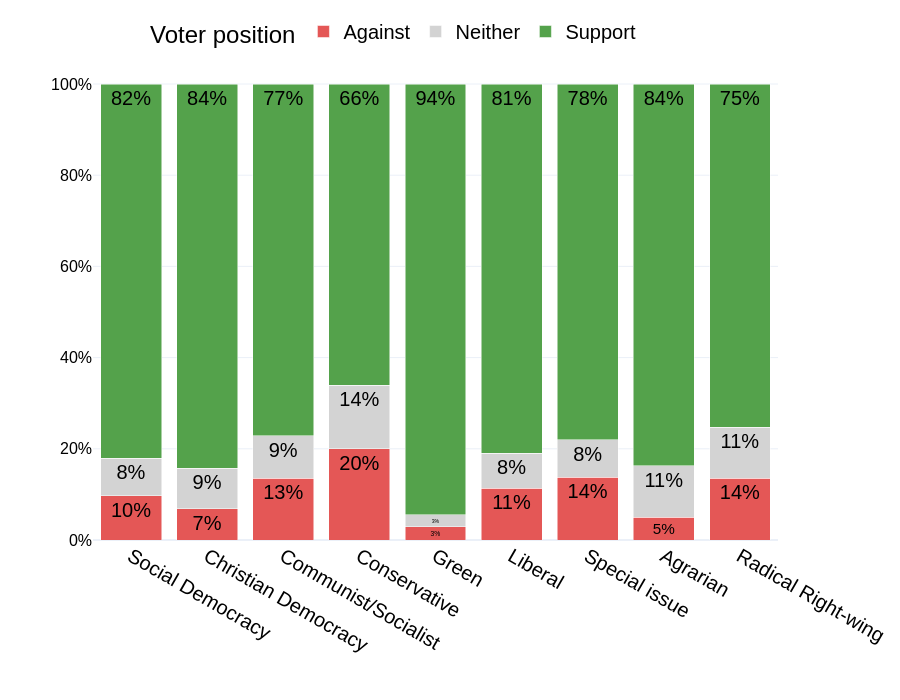 Voter position Against Neither Support
100%
80%
60%
40%
20%
0%
82% 84% 77% 66% 94% 81% 78% 84% 75%
8% 9% 9% 14% 3% 8% 8% 11% 11%
10% 7% 13% 20% 3% 11% 14% 5% 14%
Social Democracy
Christian Democracy
Communist/Socialist
Conservative
Green
Liberal
Special issue
Agrarian
Radical Right-wing